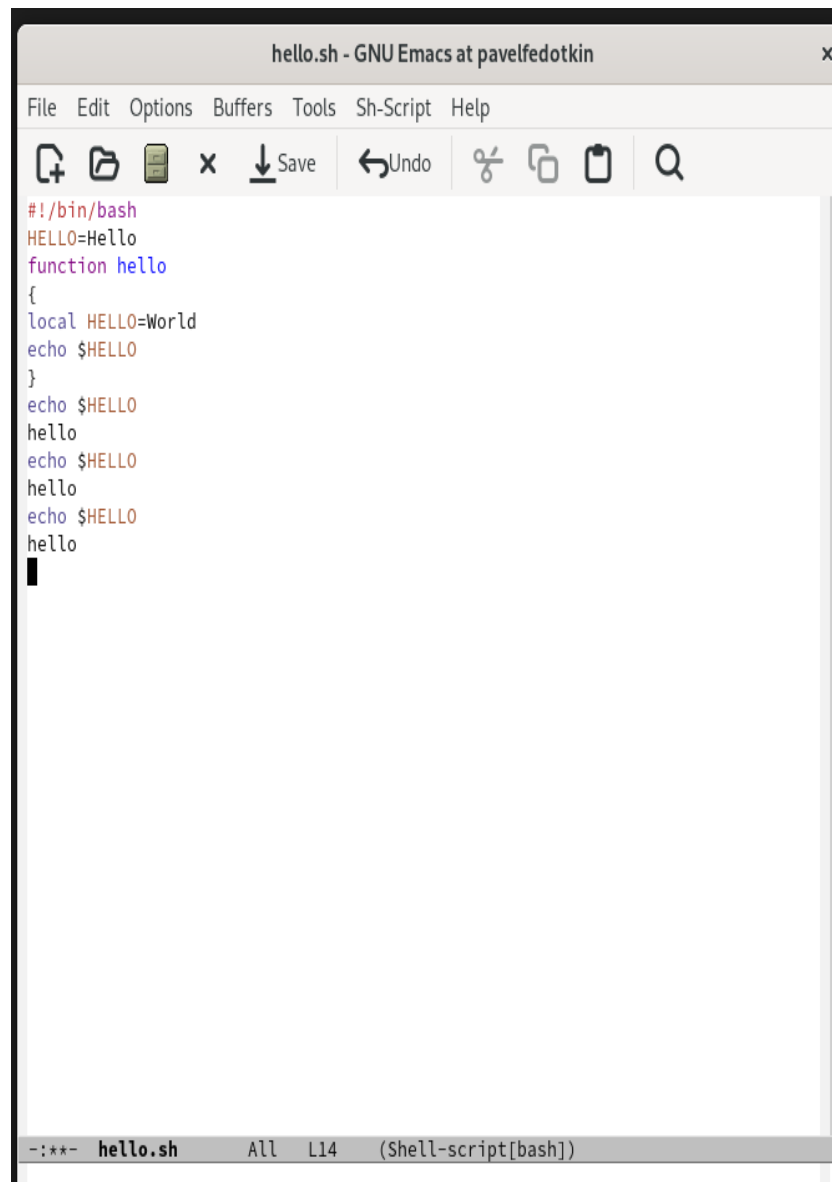 hello.sh - GNU Emacs at pavelfedotkin
File Edit Options Buffers Tools Sh-Script Help
Save Undo
#!/bin/bash
HELLO=Hello
function hello
{
local HELLO=World
echo $HELLO
}
echo $HELLO
hello
echo $HELLO
hello
echo $HELLO
hello
-:**- hello.sh All L14 (Shell-script[bash])